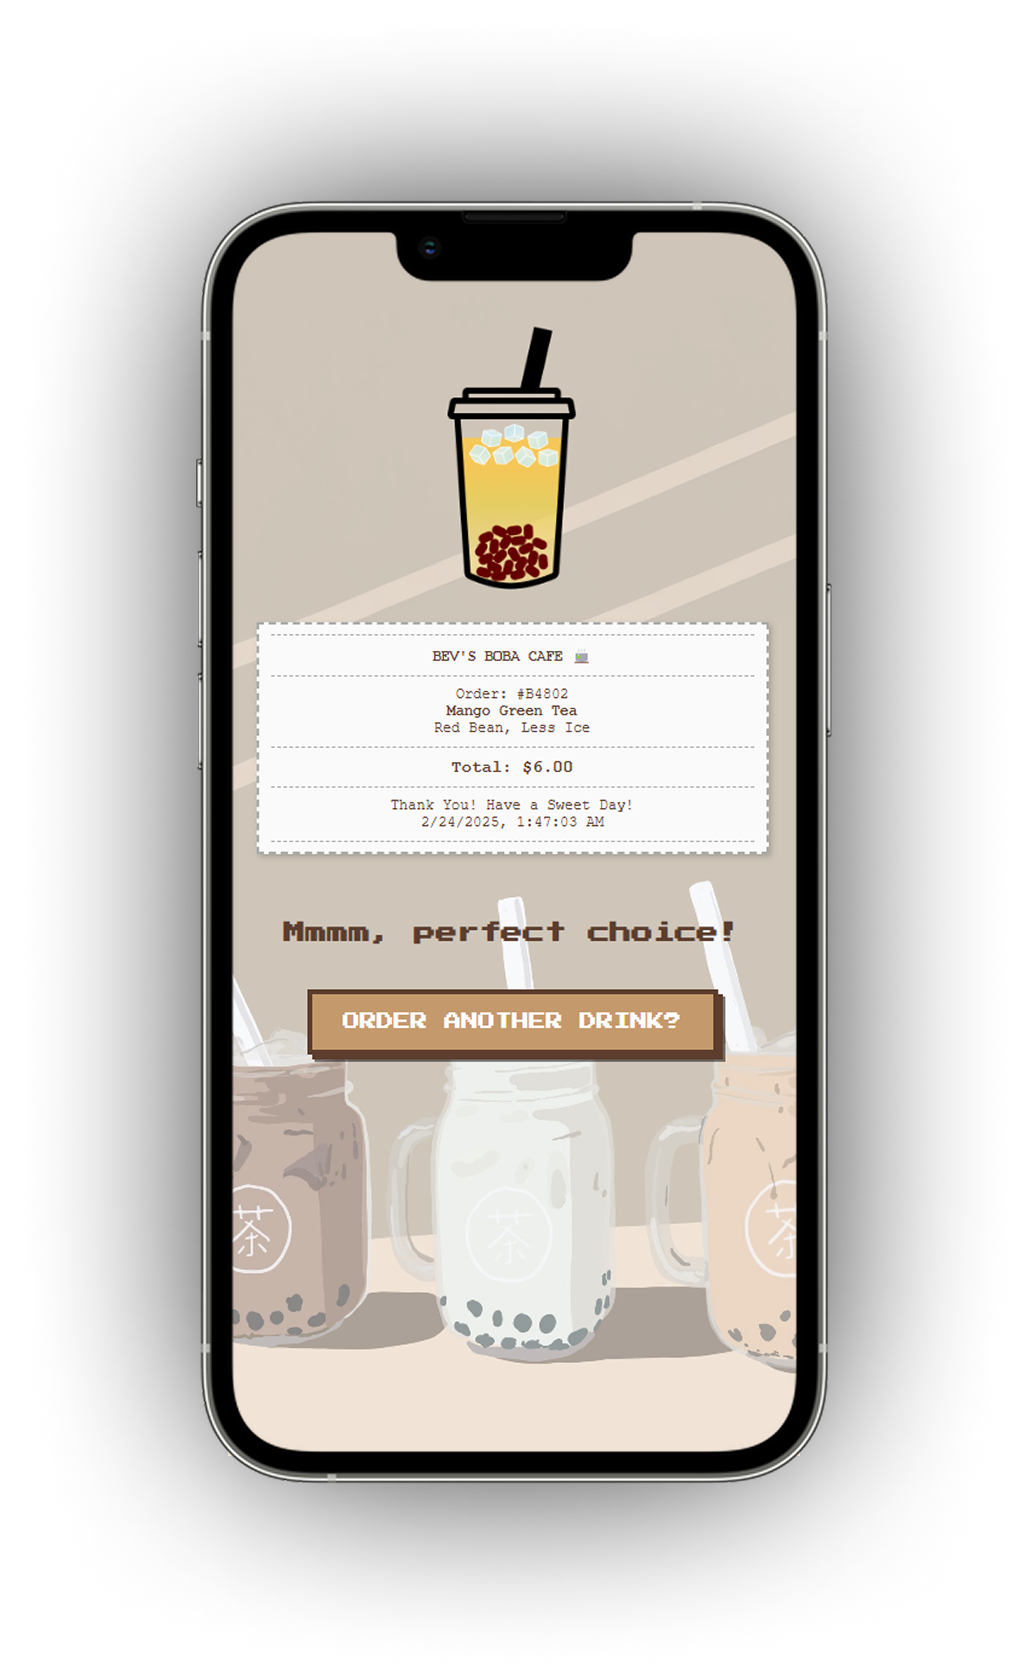 BEV'S BOBA CAFE 🍵
Order: #B4802
Mango Green Tea
Red Bean, Less Ice
Total: $6.00
Thank You! Have a Sweet Day!
2/24/2025, 1:47:03 AM
Mmmm, perfect choice!
ORDER ANOTHER DRINK?
茶
茶
茶